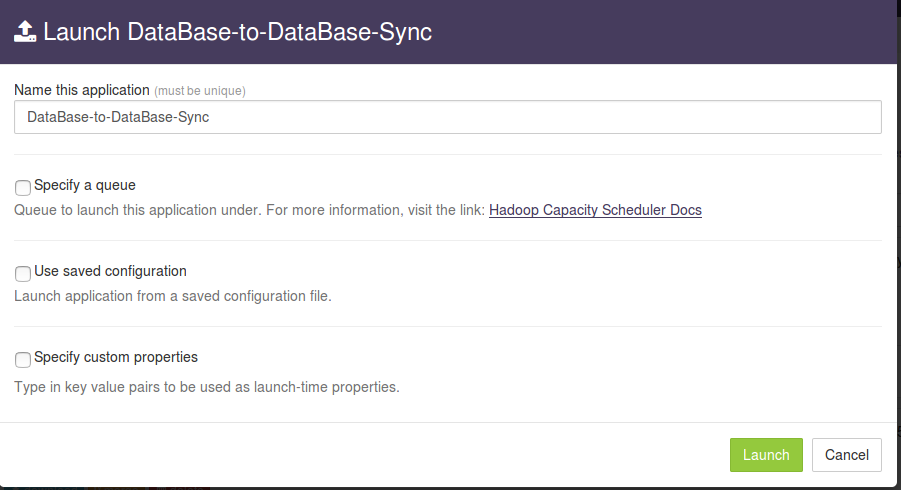 Launch DataBase-to-DataBase-Sync
Name this application (must be unique)
DataBase-to-DataBase-Sync
Specify a queue
Queue to launch this application under. For more information, visit the link: Hadoop Capacity Scheduler Docs
Use saved configuration
Launch application from a saved configuration file.
Specify custom properties
Type in key value pairs to be used as launch-time properties.
Launch Cancel